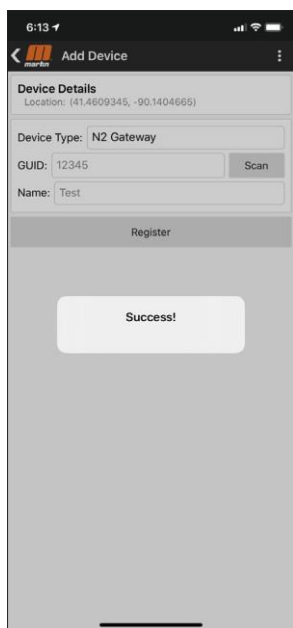 6:13
martin
Add Device
Device Details
Location: (41.4609345, -90.1404665)
Device Type: N2 Gateway
GUID: 12345 Scan
Name: Test
Register
Success!